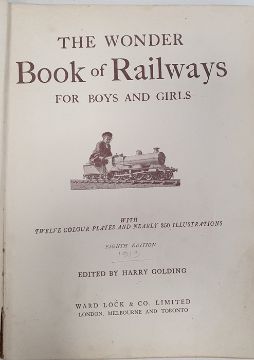 THE WONDER
Book of Railways
FOR BOYS AND GIRLS
WITH
TWELVE COLOUR PLATES AND NEARLY 250 ILLUSTRATIONS
EIGHTH EDITION
EDITED BY HARRY GOLDING
WARD LOCK & CO. LIMITED
LONDON, MELBOURNE AND TORONTO